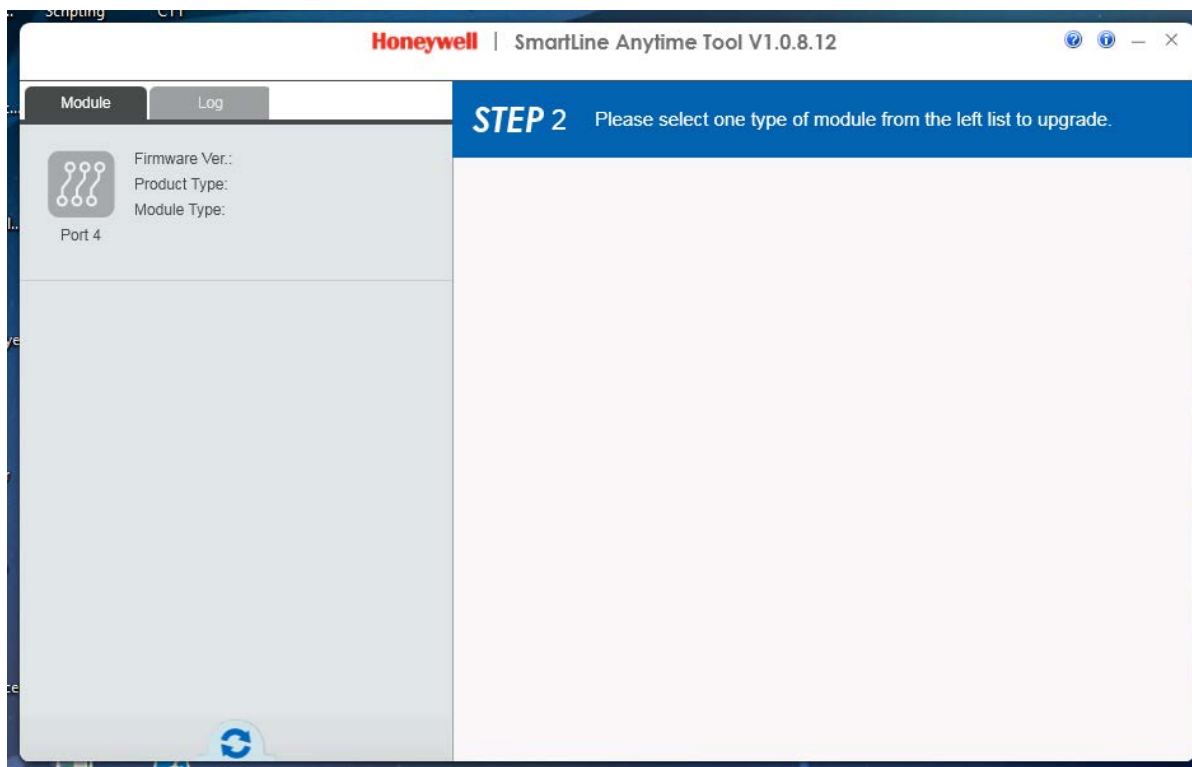 Scripting
Honeywell | SmartLine Anytime Tool V1.0.8.12
Module
Log
STEP 2 Please select one type of module from the left list to upgrade.
Firmware Ver.:
Product Type:
Module Type:
Port 4